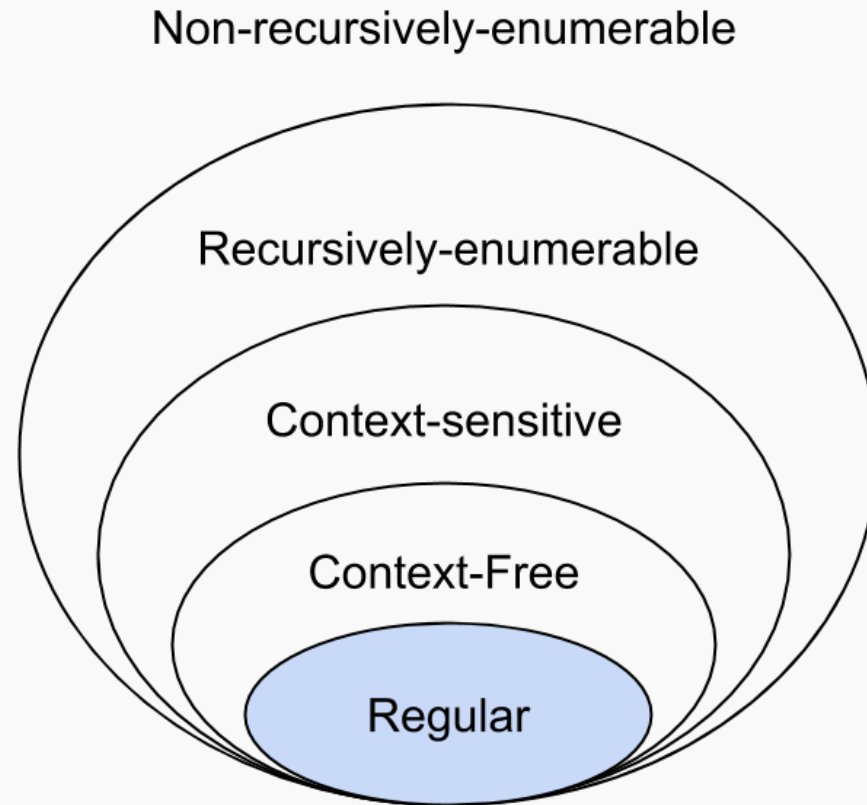 Non-recursively-enumerable
Recursively-enumerable
Context-sensitive
Context-Free
Regular